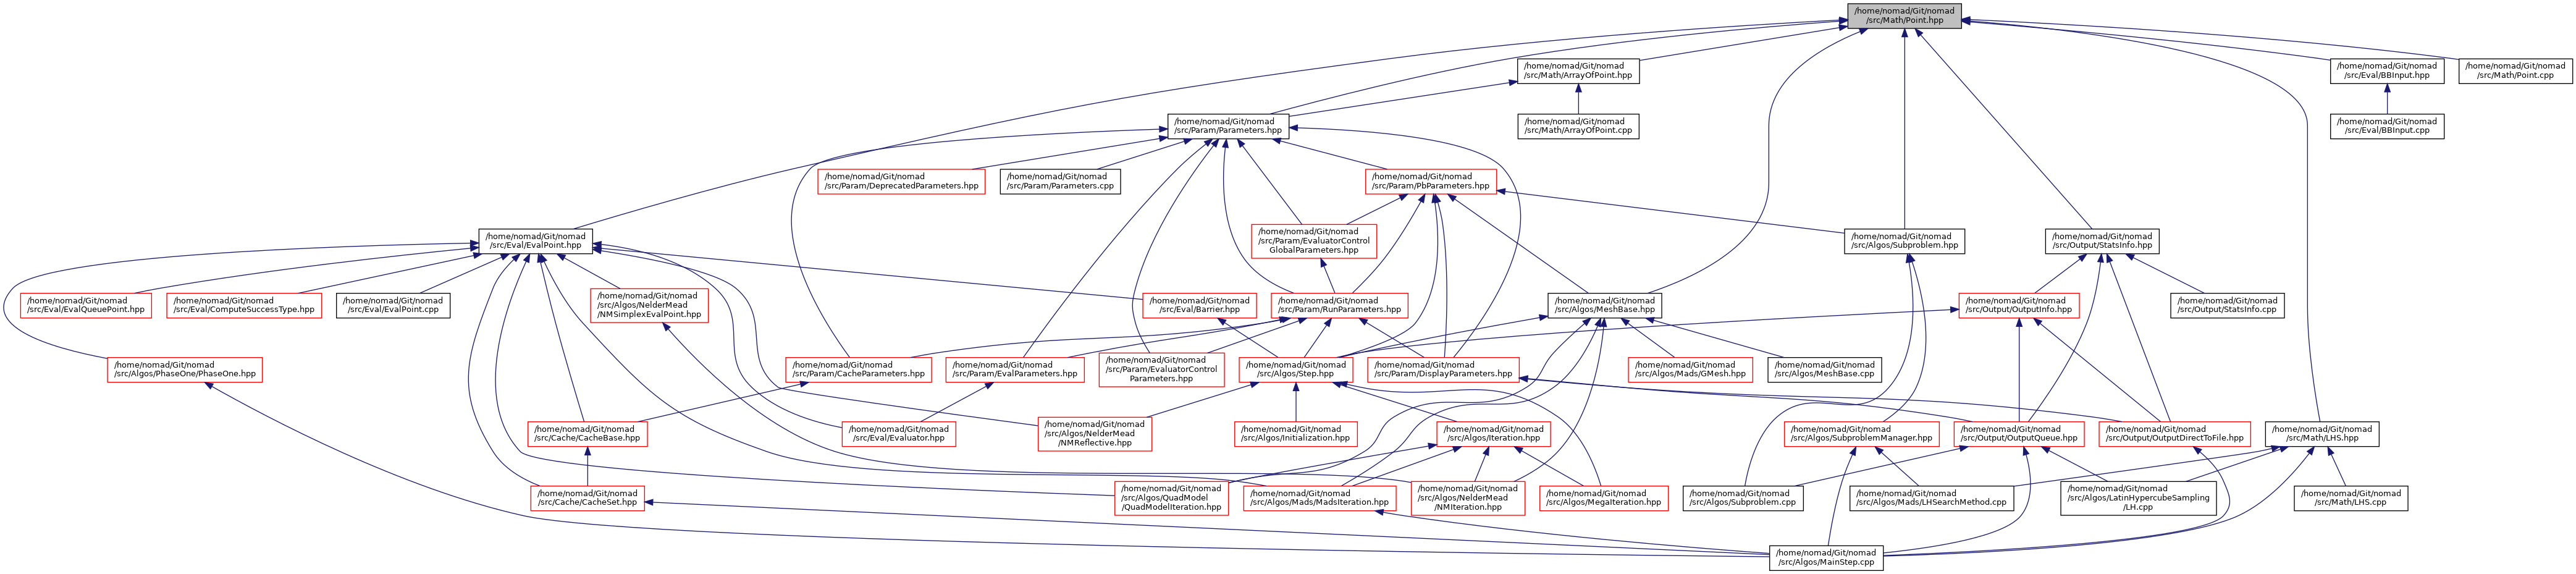 /home/nomad/Git/nomad
/src/Math/Point.hpp
/home/nomad/Git/nomad
/src/Math/ArrayOfPoint.hpp
/home/nomad/Git/nomad
/src/Eval/BBInput.hpp
/home/nomad/Git/nomad
/src/Math/Point.cpp
/home/nomad/Git/nomad
/src/Param/Parameters.hpp
/home/nomad/Git/nomad
/src/Math/ArrayOfPoint.cpp
/home/nomad/Git/nomad
/src/Eval/BBInput.cpp
/home/nomad/Git/nomad
/src/Param/DeprecatedParameters.hpp
/home/nomad/Git/nomad
/src/Param/Parameters.cpp
/home/nomad/Git/nomad
/src/Param/PbParameters.hpp
/home/nomad/Git/nomad
/src/Eval/EvalPoint.hpp
/home/nomad/Git/nomad
/src/Param/EvaluatorControl
GlobalParameters.hpp
/home/nomad/Git/nomad
/src/Algos/Subproblem.hpp
/home/nomad/Git/nomad
/src/Output/StatsInfo.hpp
/home/nomad/Git/nomad
/src/Eval/EvalQueuePoint.hpp
/home/nomad/Git/nomad
/src/Eval/ComputeSuccessType.hpp
/home/nomad/Git/nomad
/src/Eval/EvalPoint.cpp
/home/nomad/Git/nomad
/src/Algos/NelderMead
/NMSimplexEvalPoint.hpp
/home/nomad/Git/nomad
/src/Eval/Barrier.hpp
/home/nomad/Git/nomad
/src/Param/RunParameters.hpp
/home/nomad/Git/nomad
/src/Algos/MeshBase.hpp
/home/nomad/Git/nomad
/src/Output/OutputInfo.hpp
/home/nomad/Git/nomad
/src/Output/StatsInfo.cpp
/home/nomad/Git/nomad
/src/Algos/PhaseOne/PhaseOne.hpp
/home/nomad/Git/nomad
/src/Param/CacheParameters.hpp
/home/nomad/Git/nomad
/src/Param/EvalParameters.hpp
/home/nomad/Git/nomad
/src/Param/EvaluatorControl
Parameters.hpp
/home/nomad/Git/nomad
/src/Algos/Step.hpp
/home/nomad/Git/nomad
/src/Param/DisplayParameters.hpp
/home/nomad/Git/nomad
/src/Algos/Mads/GMesh.hpp
/home/nomad/Git/nomad
/src/Algos/MeshBase.cpp
/home/nomad/Git/nomad
/src/Cache/CacheBase.hpp
/home/nomad/Git/nomad
/src/Eval/Evaluator.hpp
/home/nomad/Git/nomad
/src/Algos/NelderMead
/NMReflective.hpp
/home/nomad/Git/nomad
/src/Algos/Initialization.hpp
/home/nomad/Git/nomad
/src/Algos/Iteration.hpp
/home/nomad/Git/nomad
/src/Algos/SubproblemManager.hpp
/home/nomad/Git/nomad
/src/Output/OutputQueue.hpp
/home/nomad/Git/nomad
/src/Output/OutputDirectToFile.hpp
/home/nomad/Git/nomad
/src/Math/LHS.hpp
/home/nomad/Git/nomad
/src/Cache/CacheSet.hpp
/home/nomad/Git/nomad
/src/Algos/QuadModel
/QuadModelIteration.hpp
/home/nomad/Git/nomad
/src/Algos/Mads/MadsIteration.hpp
/home/nomad/Git/nomad
/src/Algos/NelderMead
/NMIteration.hpp
/home/nomad/Git/nomad
/src/Algos/MegaIteration.hpp
/home/nomad/Git/nomad
/src/Algos/Subproblem.cpp
/home/nomad/Git/nomad
/src/Algos/Mads/LHSearchMethod.cpp
/home/nomad/Git/nomad
/src/Algos/LatinHypercubeSampling
/LH.cpp
/home/nomad/Git/nomad
/src/Math/LHS.cpp
/home/nomad/Git/nomad
/src/Algos/MainStep.cpp